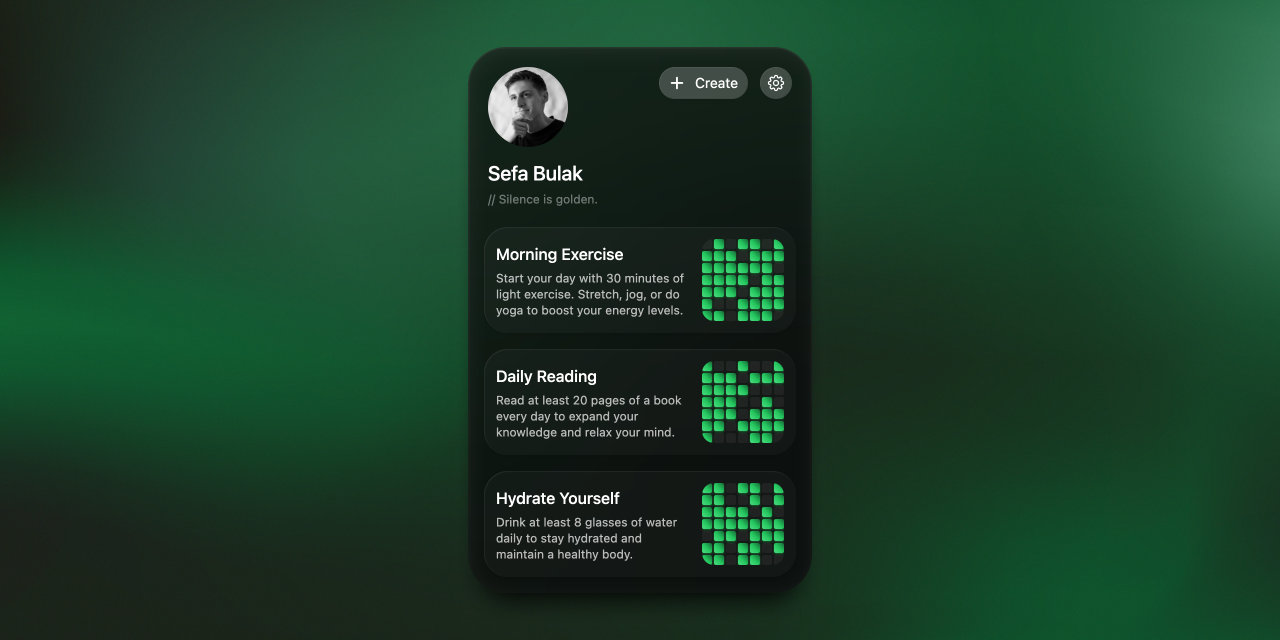 Create
Sefa Bulak
// Silence is golden.
Morning Exercise
Start your day with 30 minutes of
light exercise. Stretch, jog, or do
yoga to boost your energy levels.
Daily Reading
Read at least 20 pages of a book
every day to expand your
knowledge and relax your mind.
Hydrate Yourself
Drink at least 8 glasses of water
daily to stay hydrated and
maintain a healthy body.